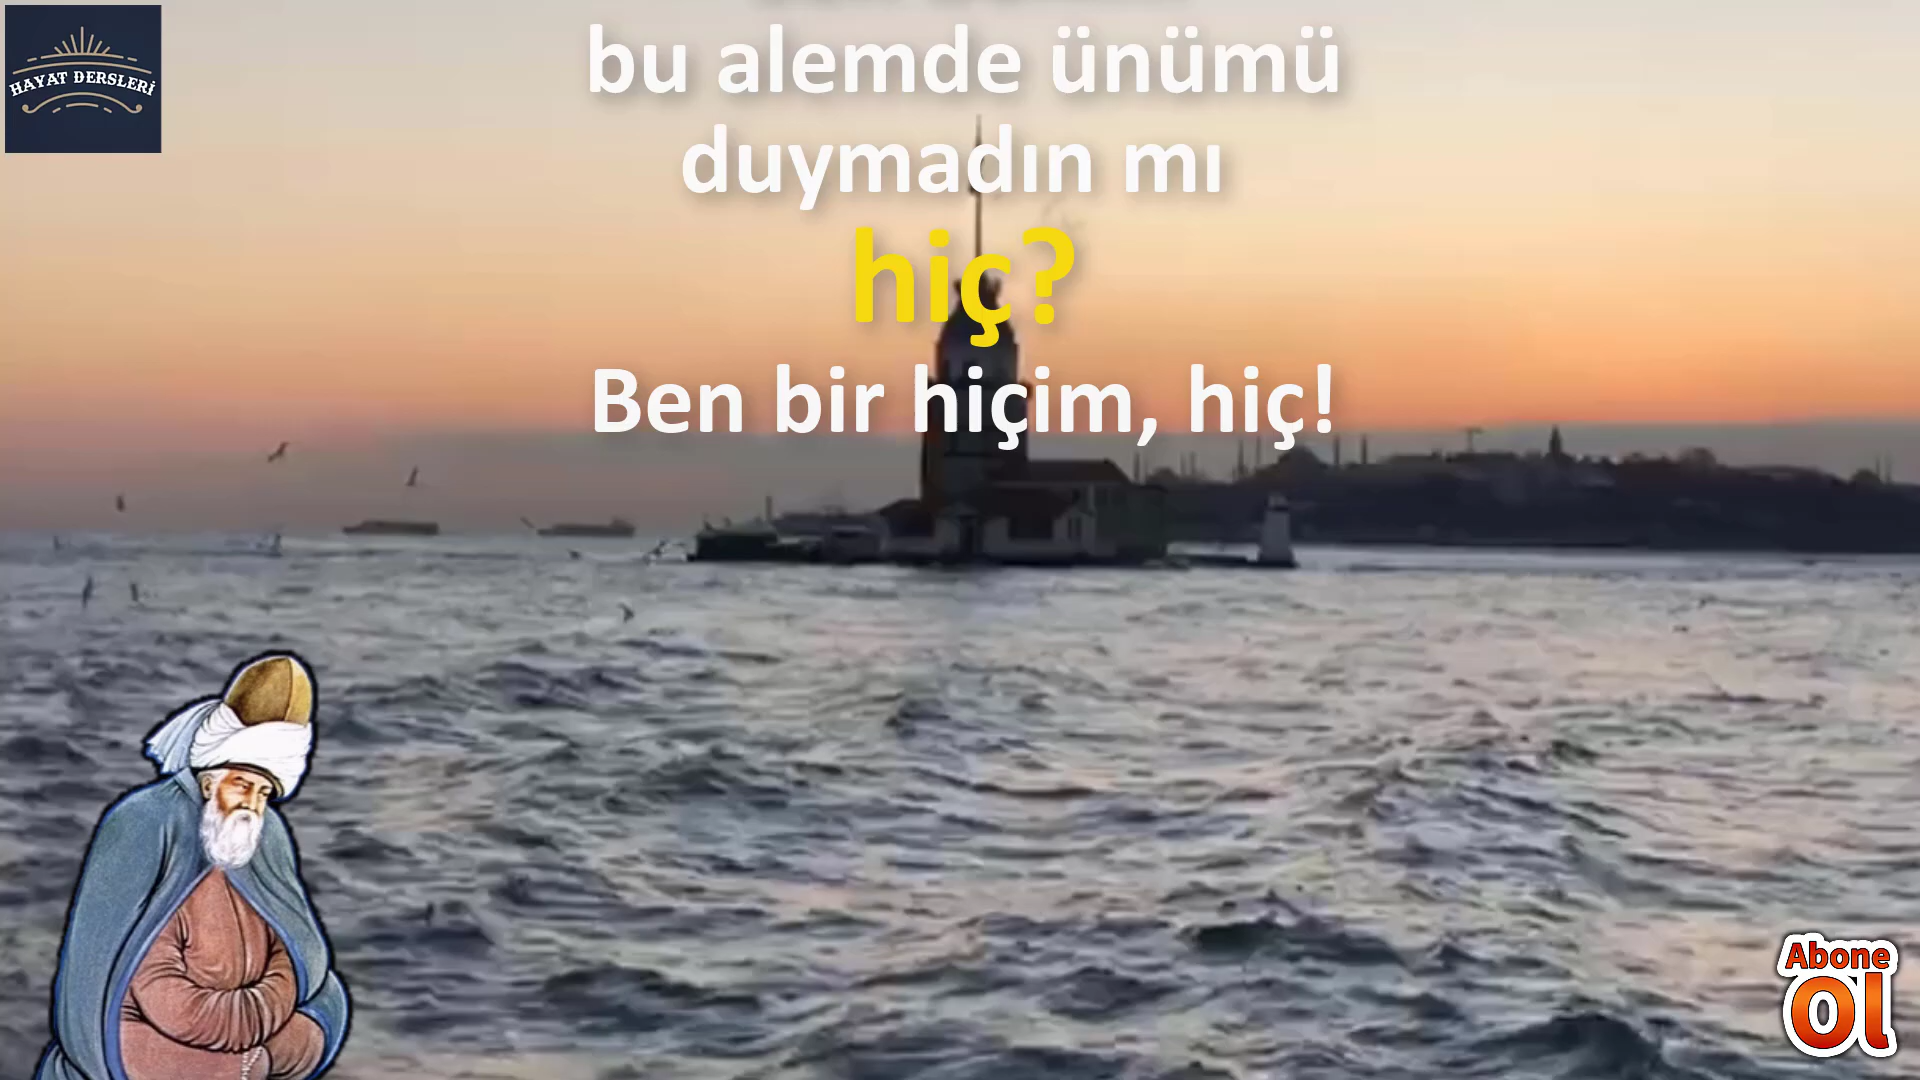 HAYAT DERSLERİ
bu alemde ünümü
duymadın mı
hiç?
Ben bir hiçim, hiç!
Abone
ol